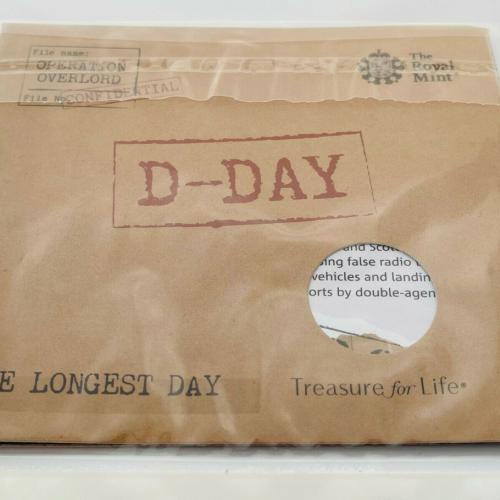 File name:
OPERATION
OVERLORD
File No
CONFIDENTIAL
The
Royal
Mint
D-DAY
and Sco
ing false radio
vehicles and landin
orts by double-agen
E LONGEST DAY
Treasure for Life®